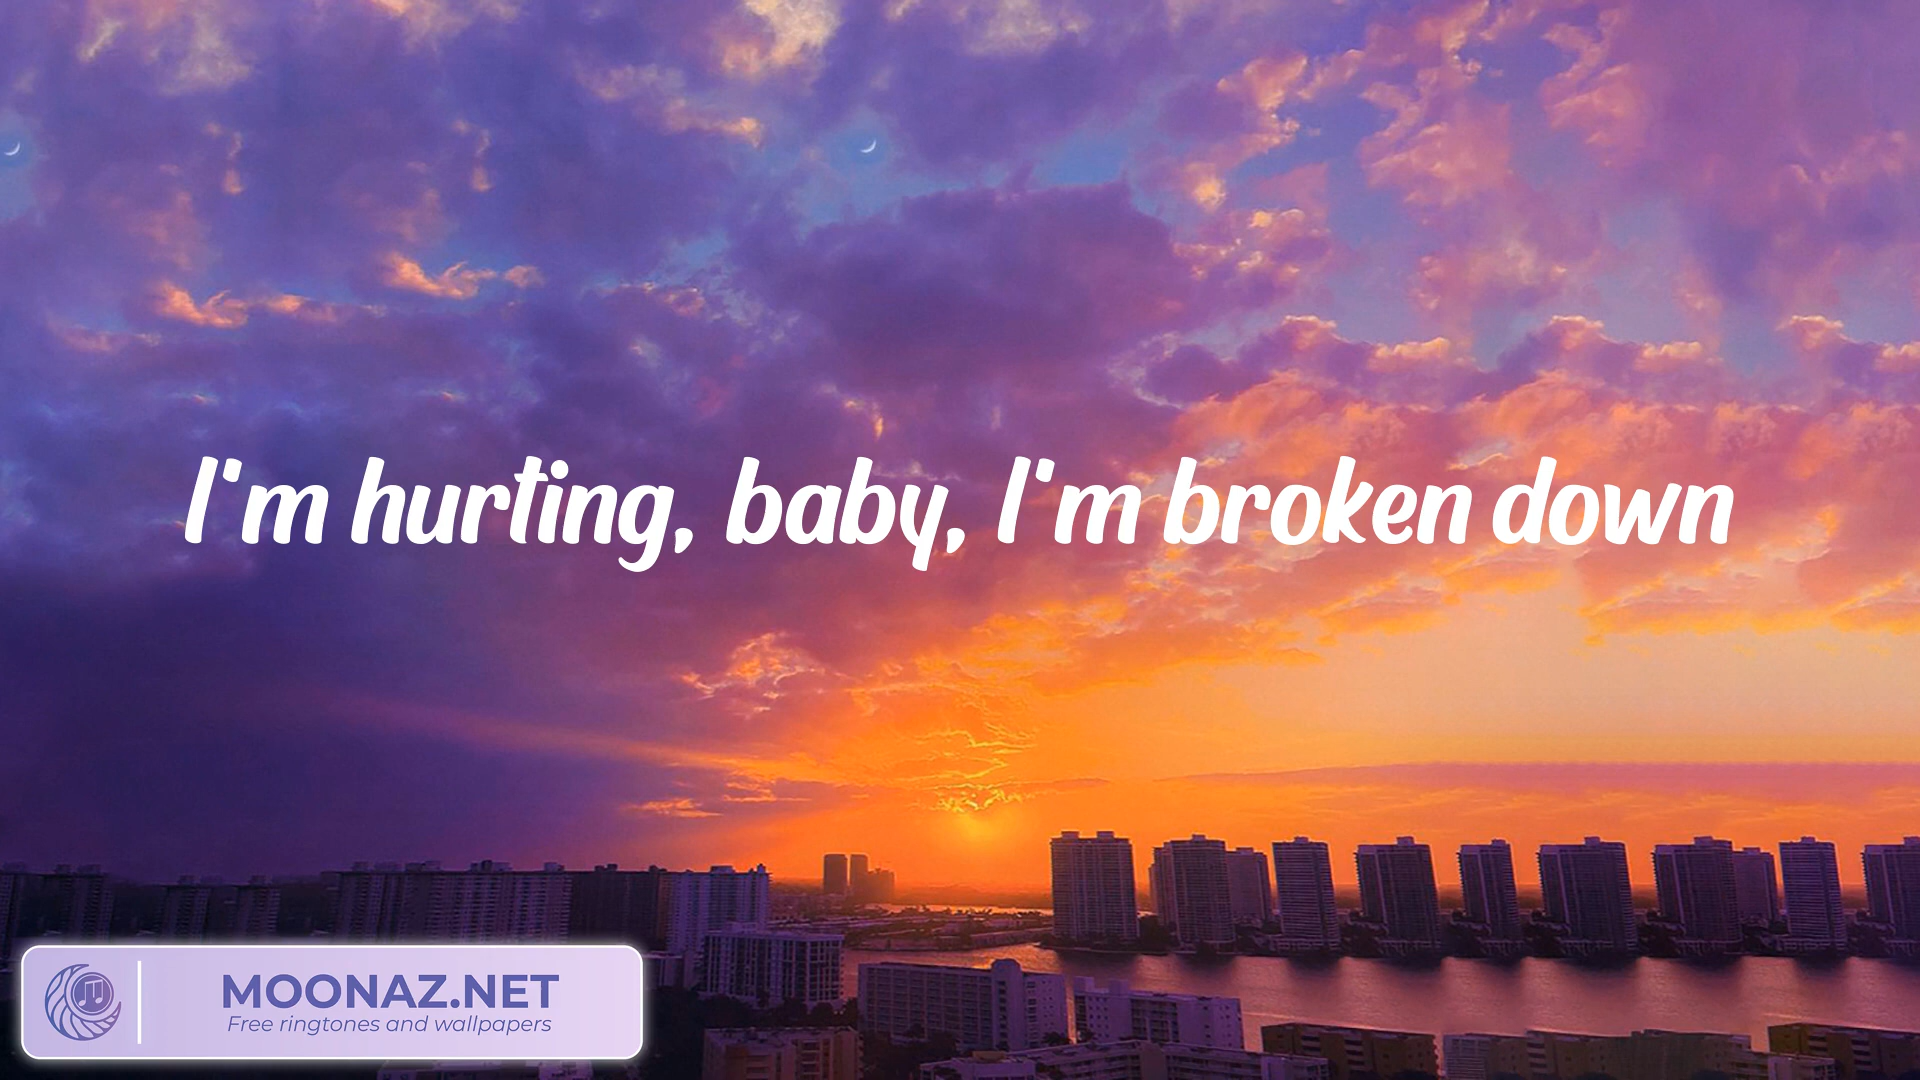 I'm hurting, baby, I'm broken down
MOONAZ.NET
Free ringtones and wallpapers